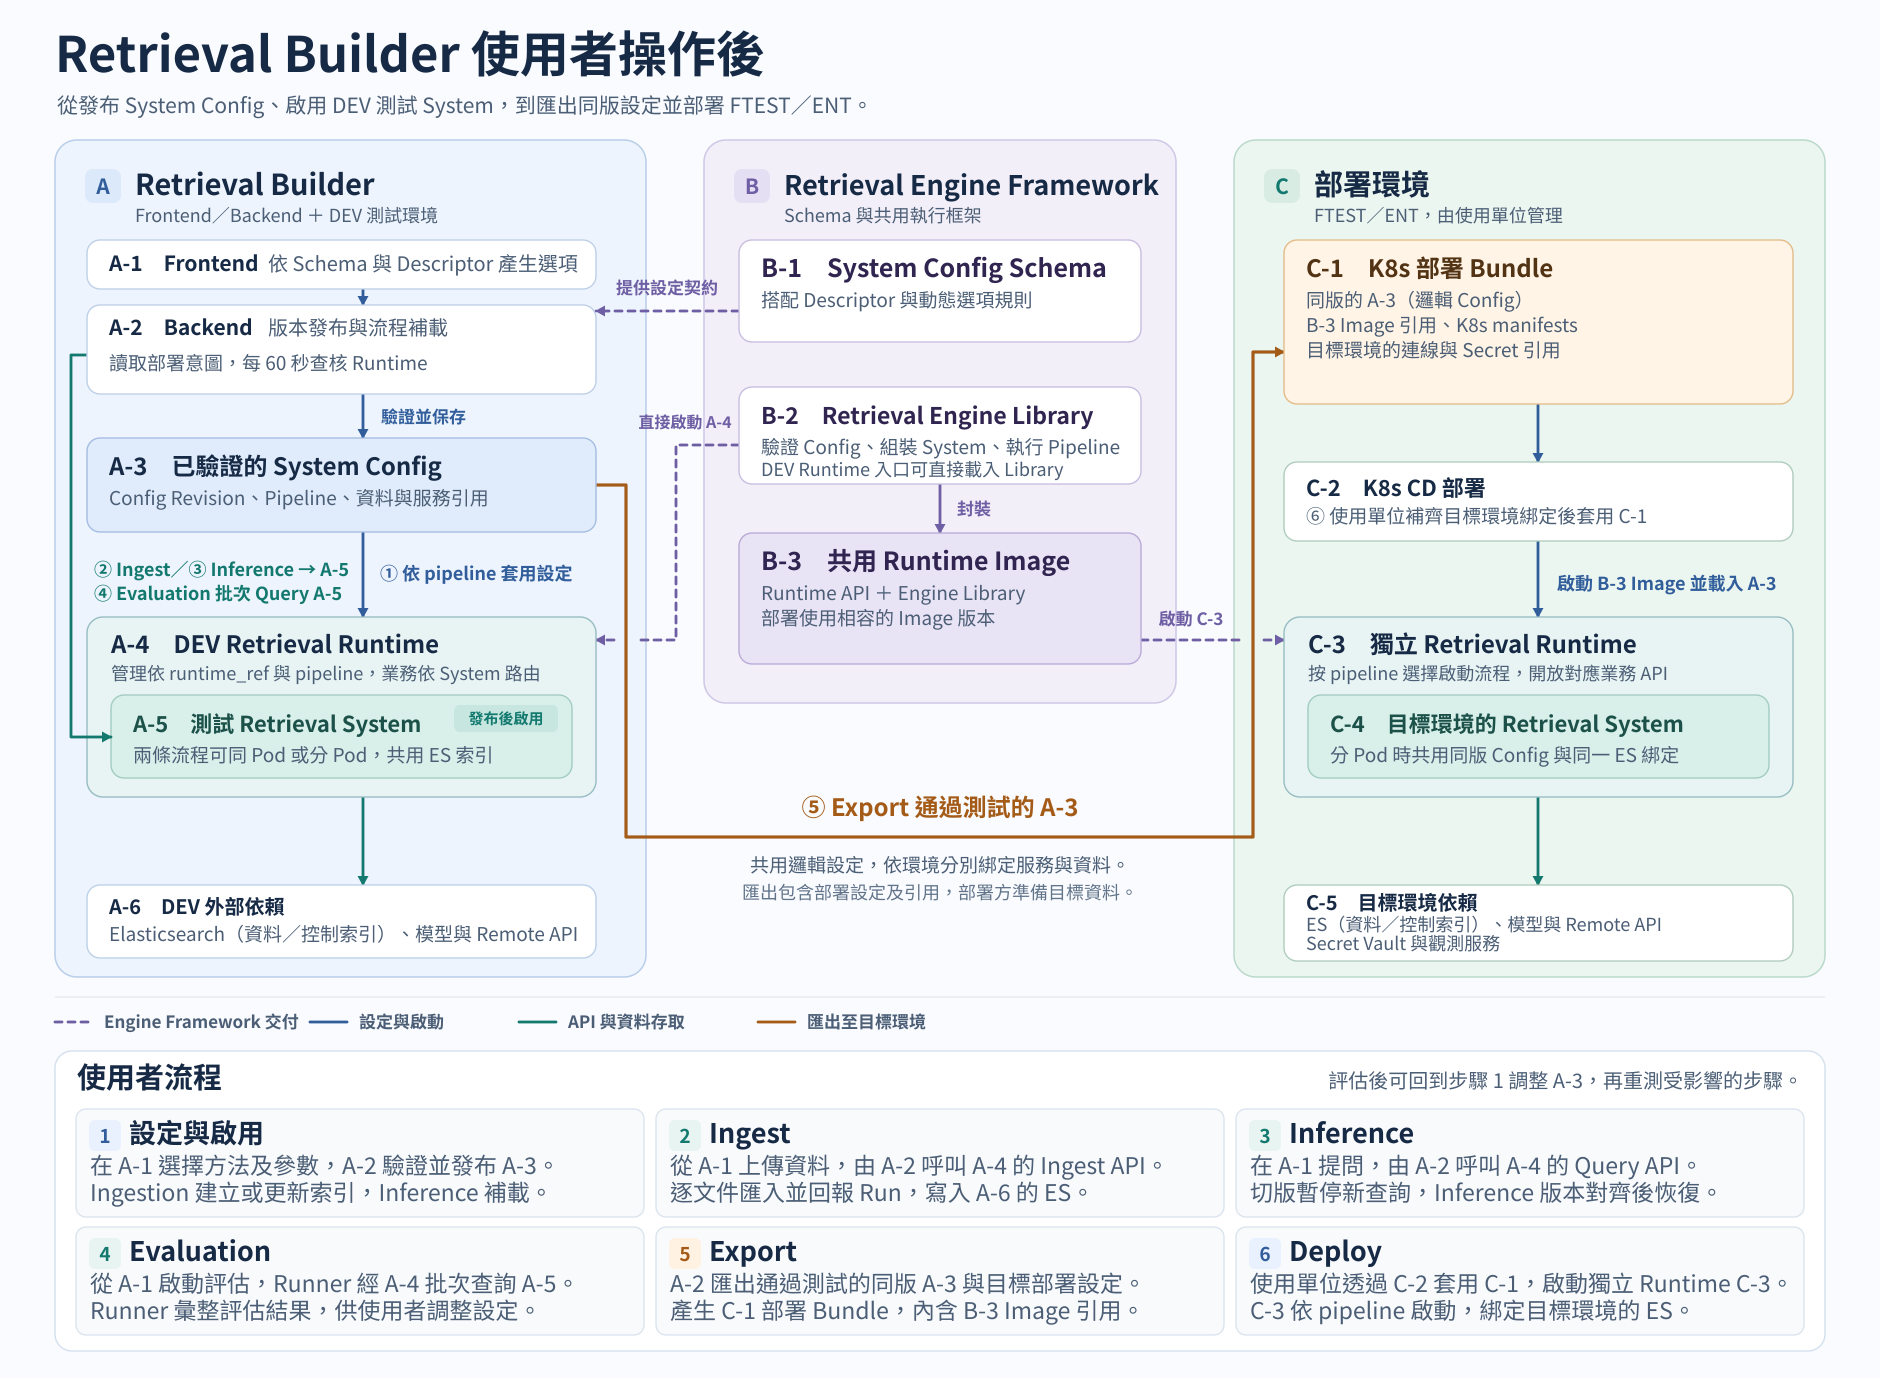 Retrieval Builder 使用者操作後
從發布 System Config、啟用 DEV 測試 System，到匯出同版設定並部署 FTEST／ENT。
A
Retrieval Builder
Frontend／Backend ＋ DEV 測試環境
A-1 Frontend 依 Schema 與 Descriptor 產生選項
A-2 Backend 版本發布與流程補載
讀取部署意圖，每 60 秒查核 Runtime
驗證並保存
A-3 已驗證的 System Config
Config Revision、Pipeline、資料與服務引用
② Ingest／③ Inference → A-5
④ Evaluation 批次 Query A-5
① 依 pipeline 套用設定
A-4 DEV Retrieval Runtime
管理依 runtime_ref 與 pipeline，業務依 System 路由
A-5 測試 Retrieval System
發布後啟用
兩條流程可同 Pod 或分 Pod，共用 ES 索引
A-6 DEV 外部依賴
Elasticsearch（資料／控制索引）、模型與 Remote API
提供設定契約
直接啟動 A-4
B
Retrieval Engine Framework
Schema 與共用執行框架
B-1 System Config Schema
搭配 Descriptor 與動態選項規則
B-2 Retrieval Engine Library
驗證 Config、組裝 System、執行 Pipeline
DEV Runtime 入口可直接載入 Library
封裝
B-3 共用 Runtime Image
Runtime API ＋ Engine Library
部署使用相容的 Image 版本
啟動 C-3
⑤ Export 通過測試的 A-3
共用邏輯設定，依環境分別綁定服務與資料。
匯出包含部署設定及引用，部署方準備目標資料。
C
部署環境
FTEST／ENT，由使用單位管理
C-1 K8s 部署 Bundle
同版的 A-3（邏輯 Config）
B-3 Image 引用、K8s manifests
目標環境的連線與 Secret 引用
C-2 K8s CD 部署
⑥ 使用單位補齊目標環境綁定後套用 C-1
啟動 B-3 Image 並載入 A-3
C-3 獨立 Retrieval Runtime
按 pipeline 選擇啟動流程，開放對應業務 API
C-4 目標環境的 Retrieval System
分 Pod 時共用同版 Config 與同一 ES 綁定
C-5 目標環境依賴
ES（資料／控制索引）、模型與 Remote API
Secret Vault 與觀測服務
Engine Framework 交付
設定與啟動
API 與資料存取
匯出至目標環境
使用者流程
評估後可回到步驟 1 調整 A-3，再重測受影響的步驟。
1 設定與啟用
在 A-1 選擇方法及參數，A-2 驗證並發布 A-3。
Ingestion 建立或更新索引，Inference 補載。
2 Ingest
從 A-1 上傳資料，由 A-2 呼叫 A-4 的 Ingest API。
逐文件匯入並回報 Run，寫入 A-6 的 ES。
3 Inference
在 A-1 提問，由 A-2 呼叫 A-4 的 Query API。
切版暫停新查詢，Inference 版本對齊後恢復。
4 Evaluation
從 A-1 啟動評估，Runner 經 A-4 批次查詢 A-5。
Runner 彙整評估結果，供使用者調整設定。
5 Export
A-2 匯出通過測試的同版 A-3 與目標部署設定。
產生 C-1 部署 Bundle，內含 B-3 Image 引用。
6 Deploy
使用單位透過 C-2 套用 C-1，啟動獨立 Runtime C-3。
C-3 依 pipeline 啟動，綁定目標環境的 ES。